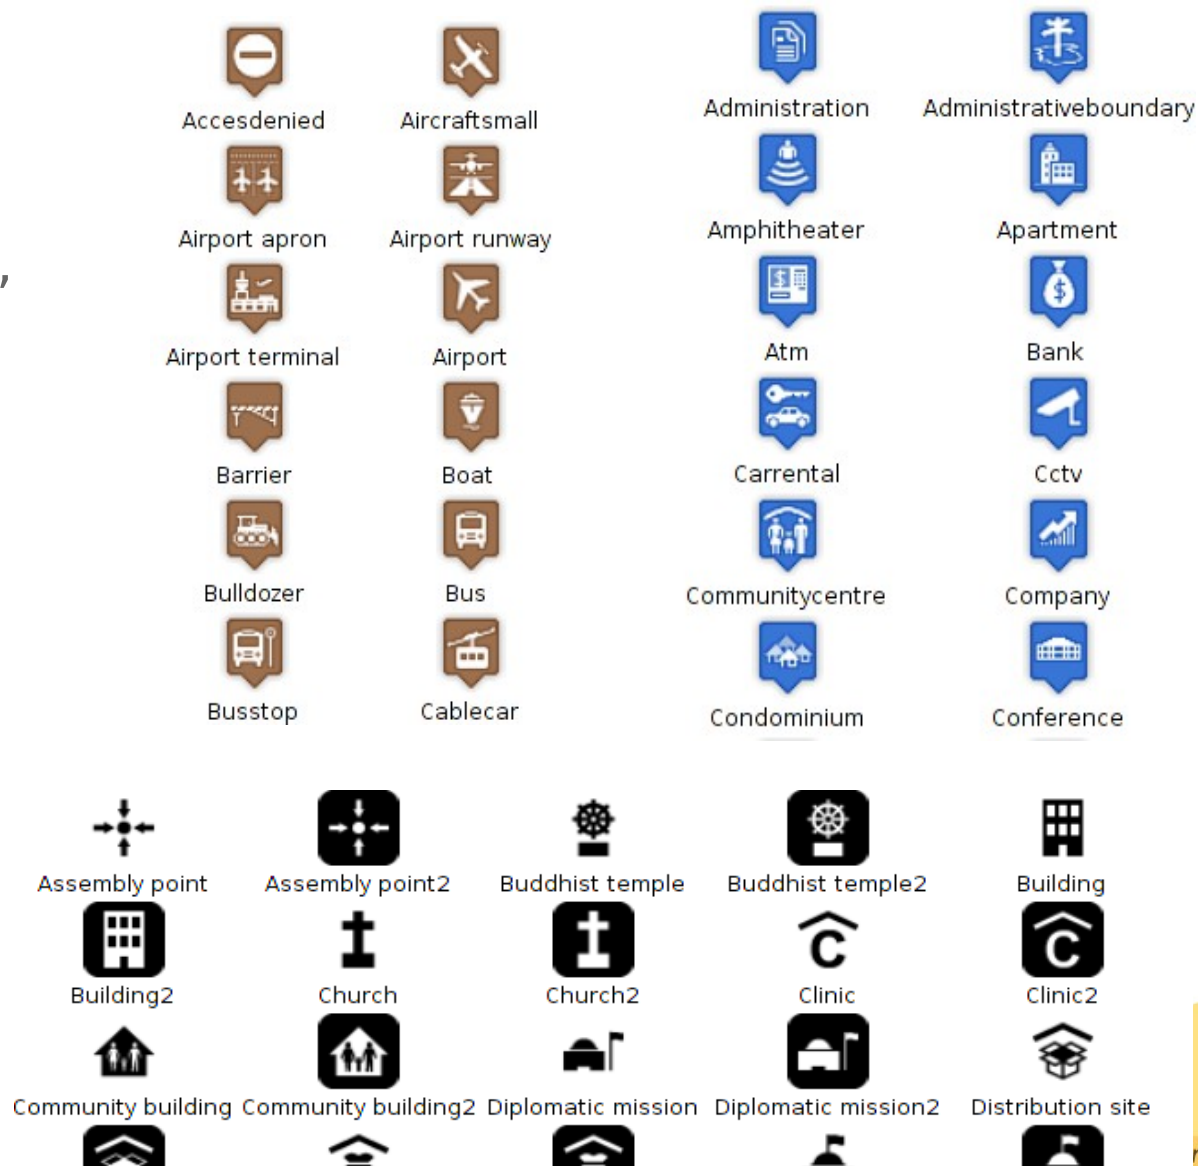 Accesdenied Aircraftsmall
Airport apron Airport runway
Airport terminal Airport
Barrier Boat
Bulldozer Bus
Busstop Cablecar
Administration Administrativeboundary
Amphitheater Apartment
Atm Bank
Carrental Cctv
Communitycentre Company
Condominium Conference
Assembly point Assembly point2 Buddhist temple Buddhist temple2 Building
Building2 Church Church2 Clinic Clinic2
Community building Community building2 Diplomatic mission Diplomatic mission2 Distribution site